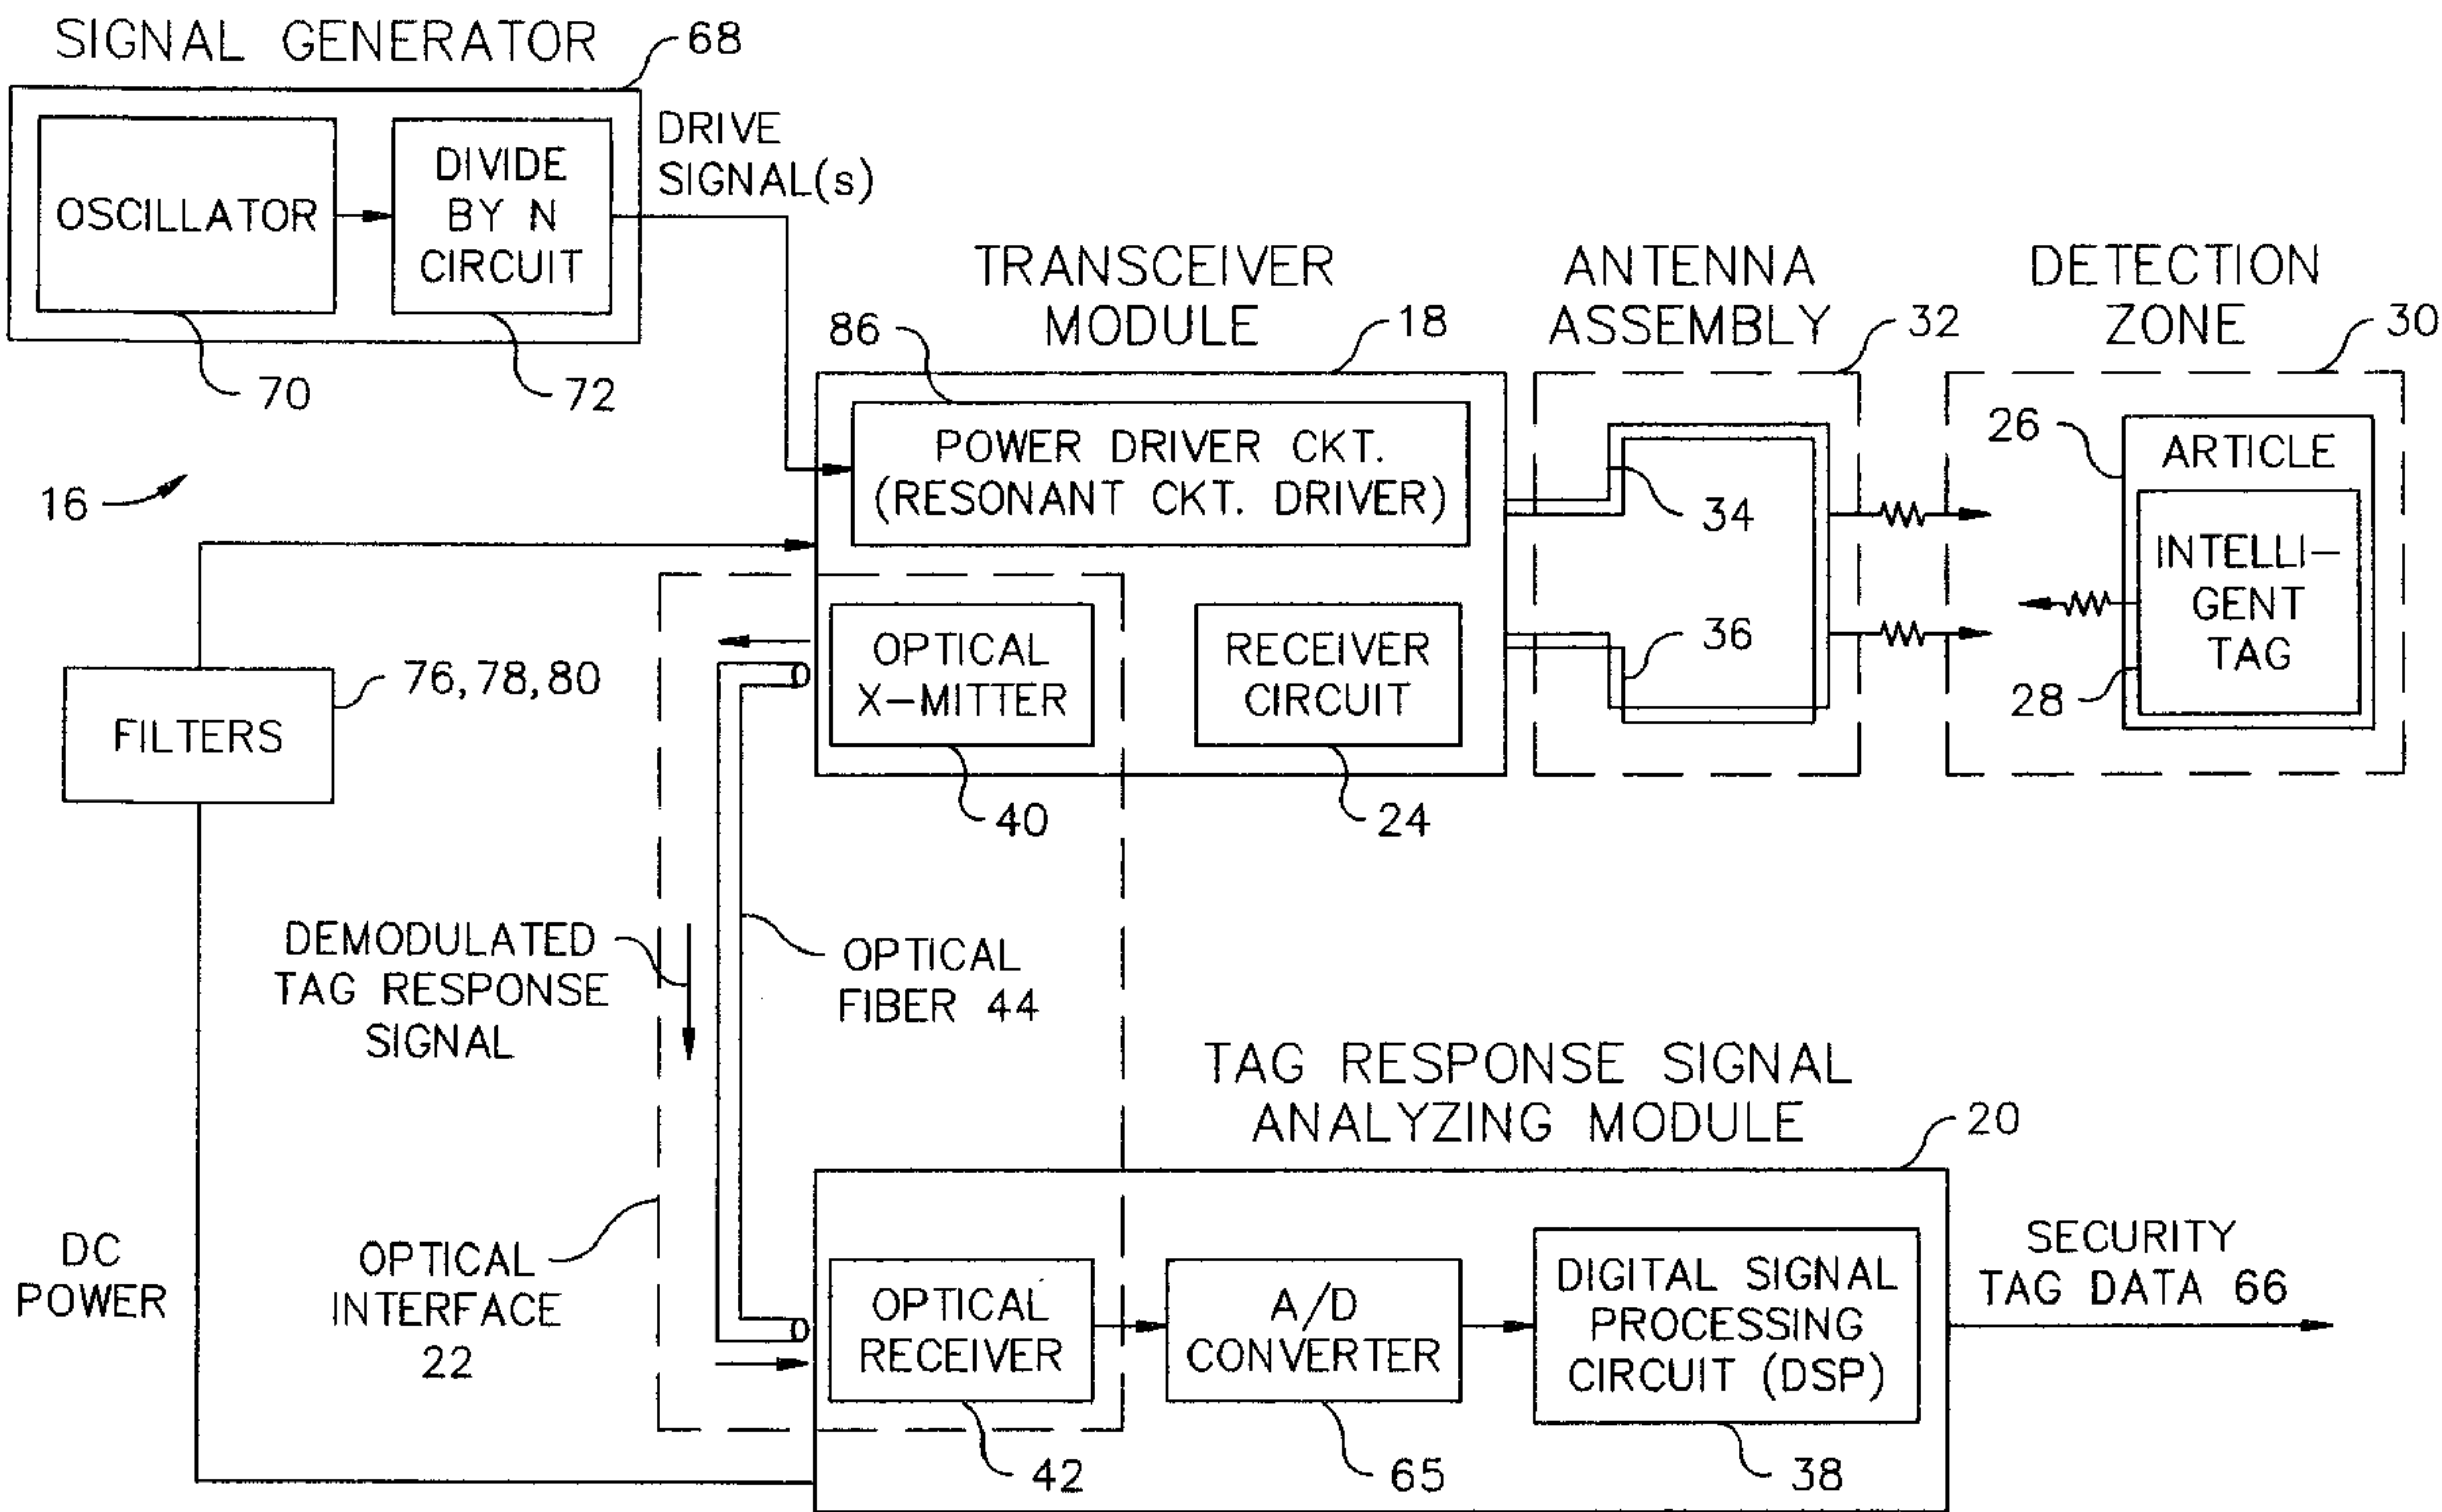 SIGNAL GENERATOR
68
OSCILLATOR
DIVIDE
BY N
CIRCUIT
70
72
DRIVE
SIGNAL(s)
16
TRANSCEIVER
MODULE
86
18
POWER DRIVER CKT.
(RESONANT CKT. DRIVER)
OPTICAL
X-MITTER
40
RECEIVER
CIRCUIT
24
ANTENNA
ASSEMBLY
32
34
36
DETECTION
ZONE
30
26
ARTICLE
INTELLI-
GENT
TAG
28
FILTERS
76, 78, 80
DEMODULATED
TAG RESPONSE
SIGNAL
OPTICAL
FIBER 44
DC
POWER
OPTICAL
INTERFACE
22
TAG RESPONSE SIGNAL
ANALYZING MODULE
20
OPTICAL
RECEIVER
42
A/D
CONVERTER
65
DIGITAL SIGNAL
PROCESSING
CIRCUIT (DSP)
38
SECURITY
TAG DATA 66